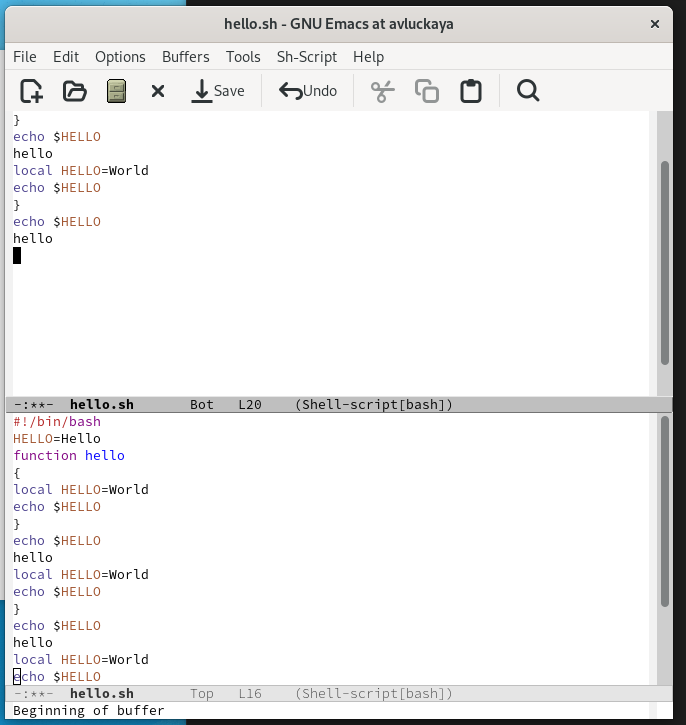 hello.sh - GNU Emacs at avluckaya
File Edit Options Buffers Tools Sh-Script Help
Save Undo
}
echo $HELLO
hello
local HELLO=World
echo $HELLO
}
echo $HELLO
hello
-:**- hello.sh Bot L20 (Shell-script[bash])
#!/bin/bash
HELLO=Hello
function hello
{
local HELLO=World
echo $HELLO
}
echo $HELLO
hello
local HELLO=World
echo $HELLO
}
echo $HELLO
hello
local HELLO=World
echo $HELLO
-:**- hello.sh Top L16 (Shell-script[bash])
Beginning of buffer